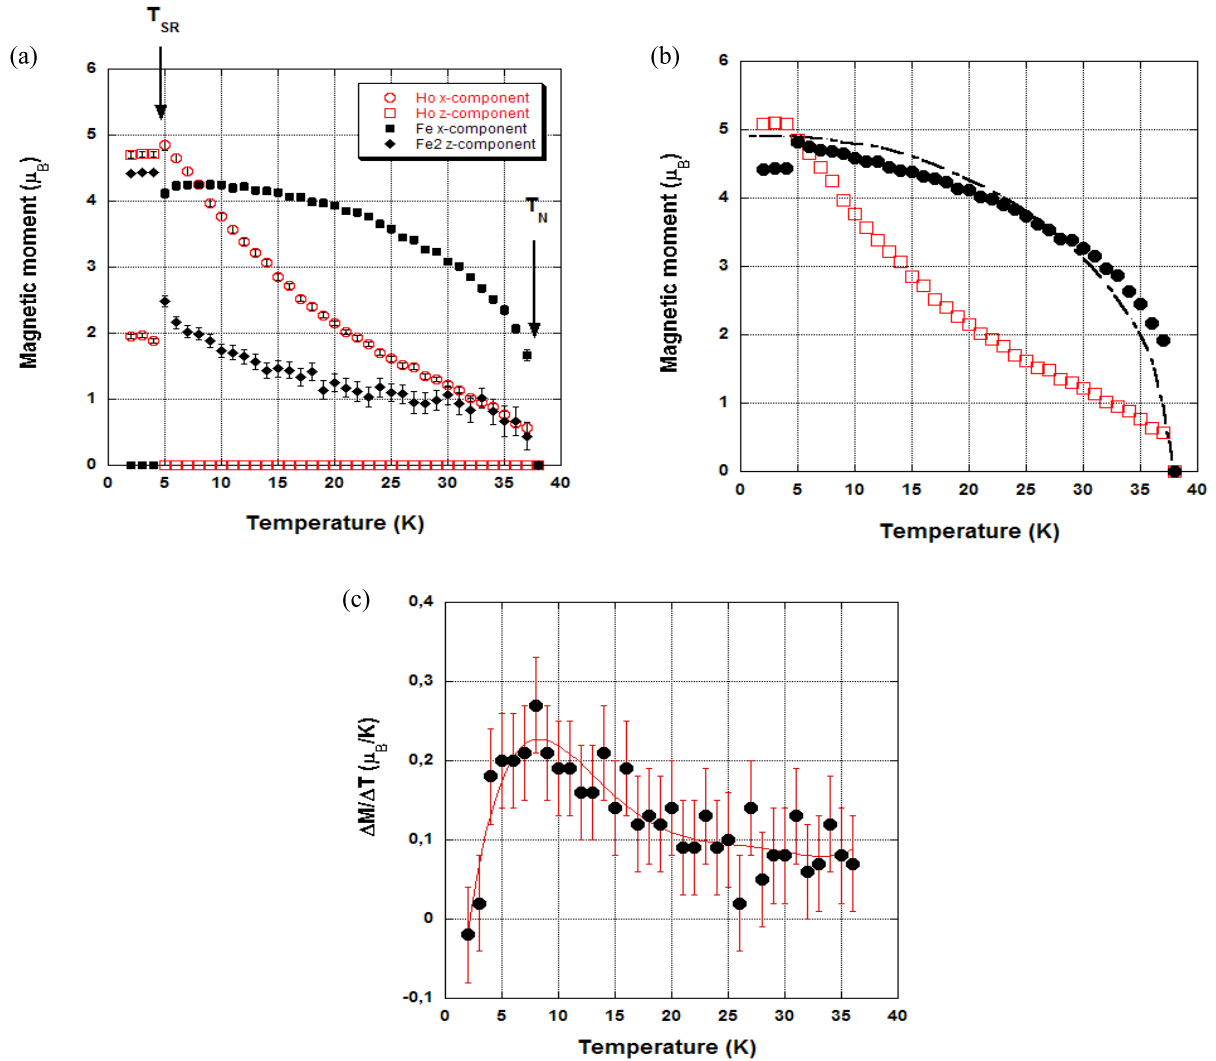 (a)
T_SR
Magnetic moment (μ_B)
6
5
4
3
2
1
0
Ho x-component
Ho z-component
Fe x-component
Fe2 z-component
T_N
0 5 10 15 20 25 30 35 40
Temperature (K)
(b)
Magnetic moment (μ_B)
6
5
4
3
2
1
0
0 5 10 15 20 25 30 35 40
Temperature (K)
(c)
ΔM/ΔT (μ_B/K)
0,4
0,3
0,2
0,1
0
-0,1
0 5 10 15 20 25 30 35 40
Temperature (K)